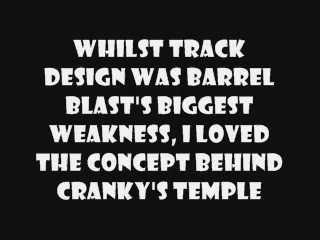 WHILST TRACK
DESIGN WAS BARREL
BLAST'S BIGGEST
WEAKNESS, I LOVED
THE CONCEPT BEHIND
CRANKY'S TEMPLE